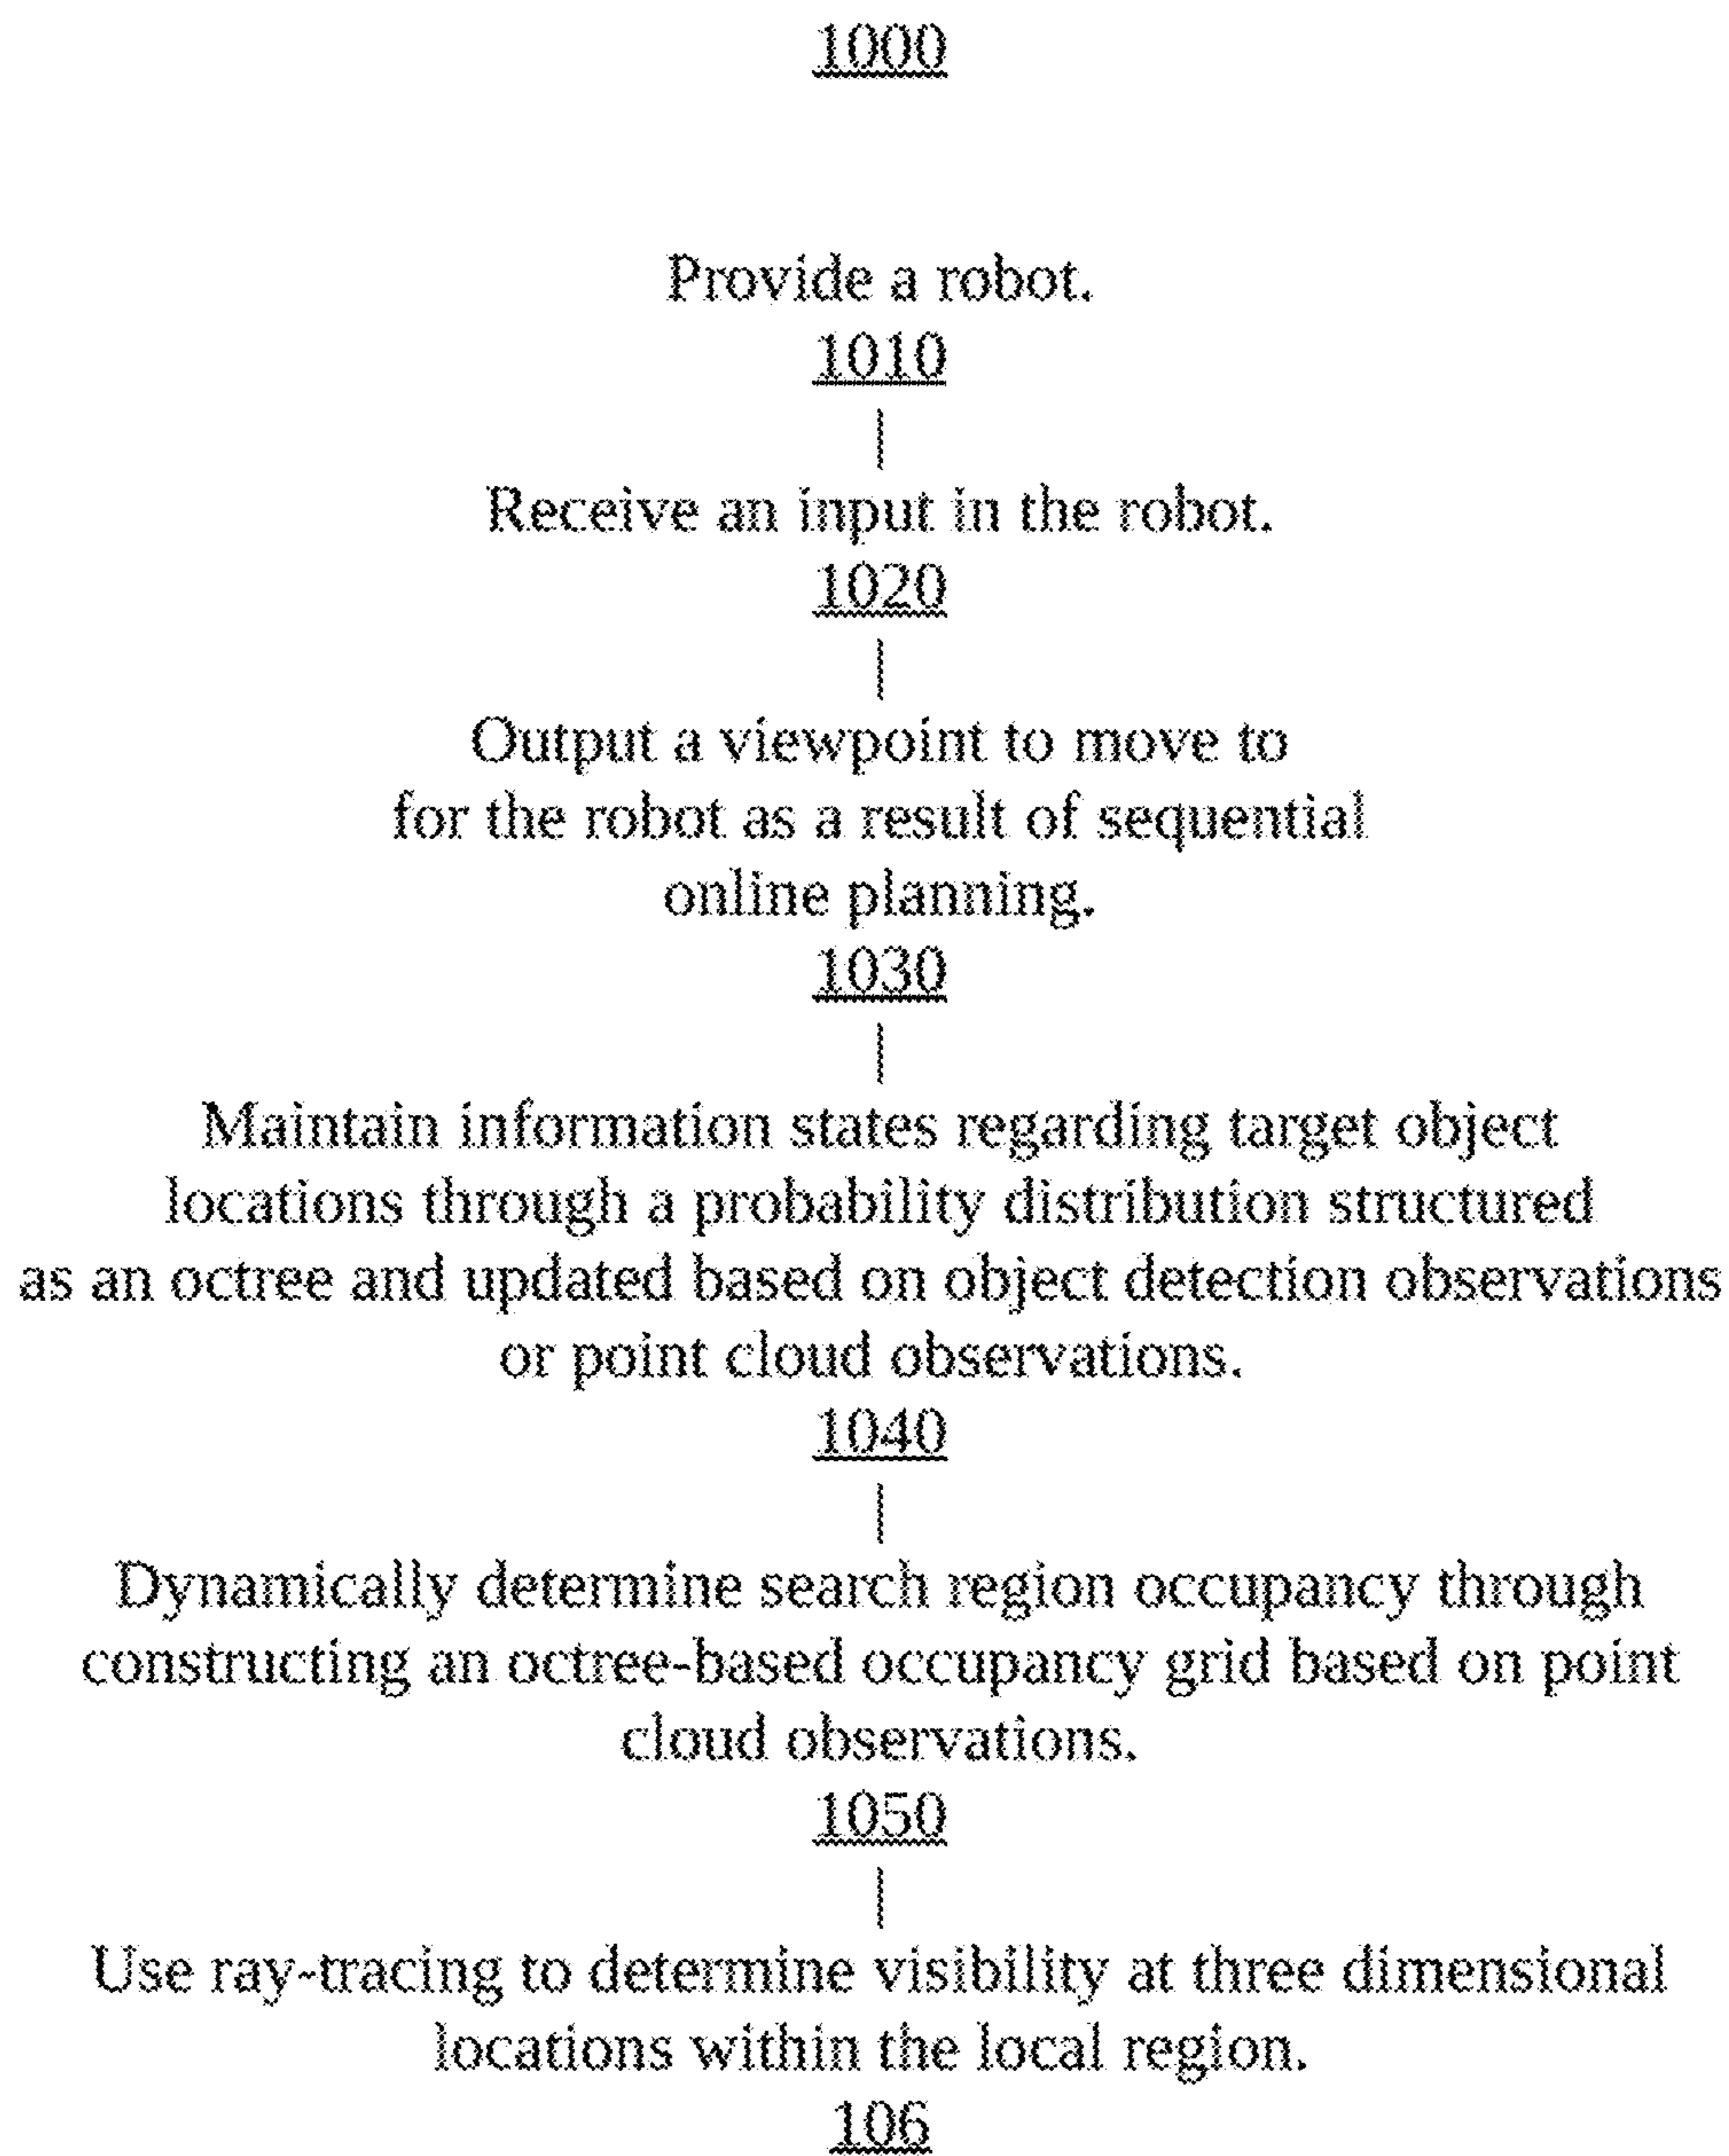 1000
Provide a robot.
1010
Receive an input in the robot.
1020
Output a viewpoint to move to
for the robot as a result of sequential
online planning.
1030
Maintain information states regarding target object
locations through a probability distribution structured
as an octree and updated based on object detection observations
or point cloud observations.
1040
Dynamically determine search region occupancy through
constructing an octree-based occupancy grid based on point
cloud observations.
1050
Use ray-tracing to determine visibility at three dimensional
locations within the local region.
106